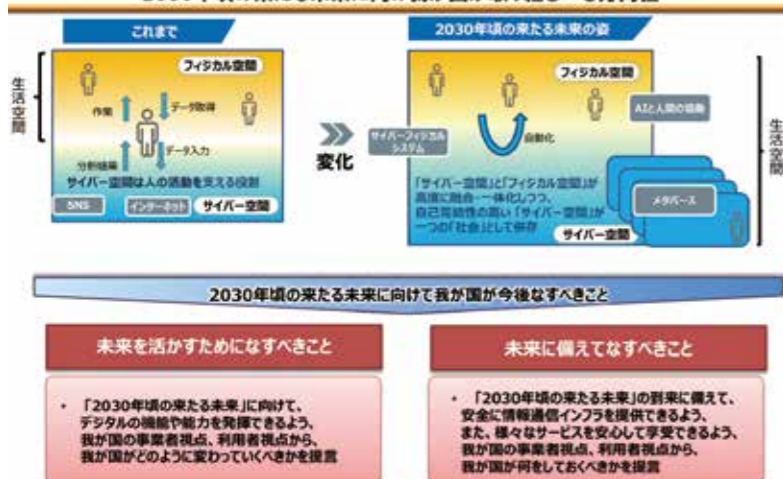 これまで
2030年頃の来たる未来の姿
生活空間
フィジカル空間
作業
データ取得
データ入力
分析結果
サイバー空間は人の活動を支える役割
SNS
インターネット
サイバー空間
変化
フィジカル空間
AIと人間の協働
サイバーフィジカル
システム
自動化
「サイバー空間」と「フィジカル空間」が
高度に融合・一体化しつつ、
自己完結性の高い「サイバー空間」が
一つの「社会」として併存
メタバース
サイバー空間
生活空間
2030年頃の来たる未来に向けて我が国が今後なすべきこと
未来を活かすためになすべきこと
未来に備えてなすべきこと
・ 「2030年頃の来たる未来」に向けて、
デジタルの機能や能力を発揮できるよう、
我が国の事業者視点、利用者視点から、
我が国がどのように変わっていくべきかを提言
・ 「2030年頃の来たる未来」の到来に備えて、
安全に情報通信インフラを提供できるよう、
また、様々なサービスを安心して享受できるよう、
我が国の事業者視点、利用者視点から、
我が国が何をしておくべきかを提言